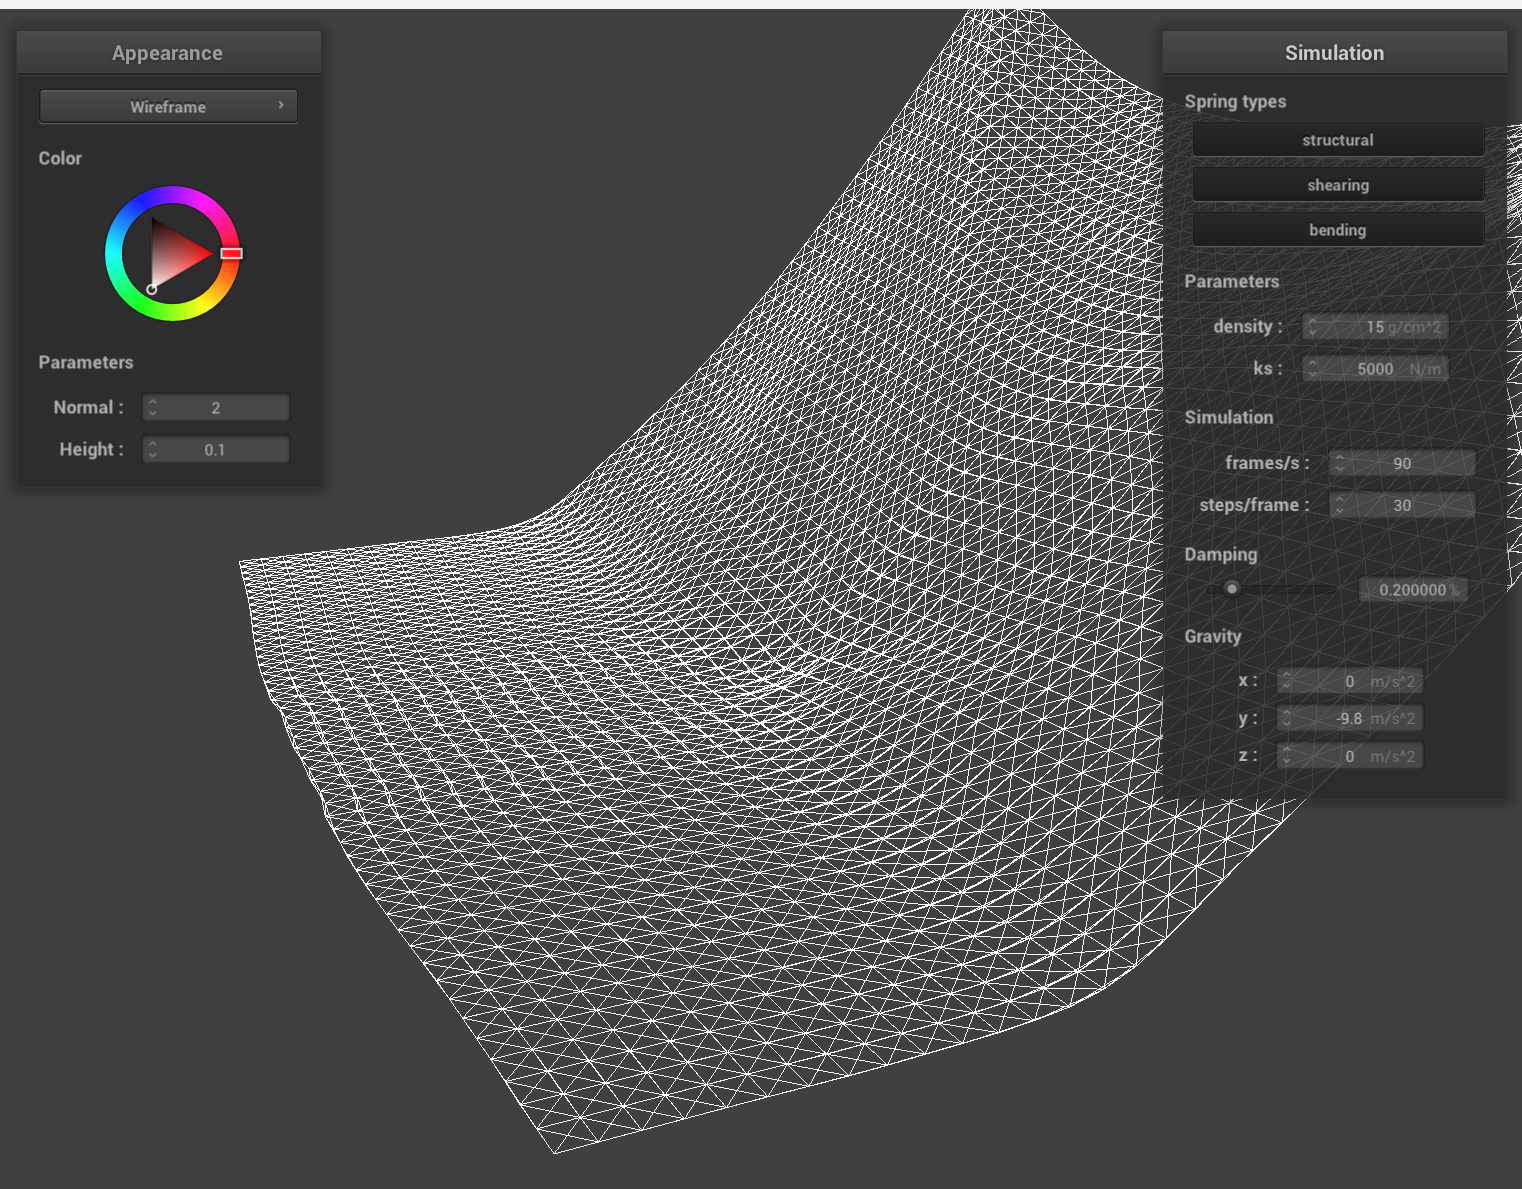 Appearance
Wireframe
Color
Parameters
Normal : 2
Height : 0.1
Simulation
Spring types
structural
shearing
bending
Parameters
density : 15 g/cm^2
ks : 5000 N/m
Simulation
frames/s : 90
steps/frame : 30
Damping
0.200000 %
Gravity
x : 0 m/s^2
y : -9.8 m/s^2
z : 0 m/s^2